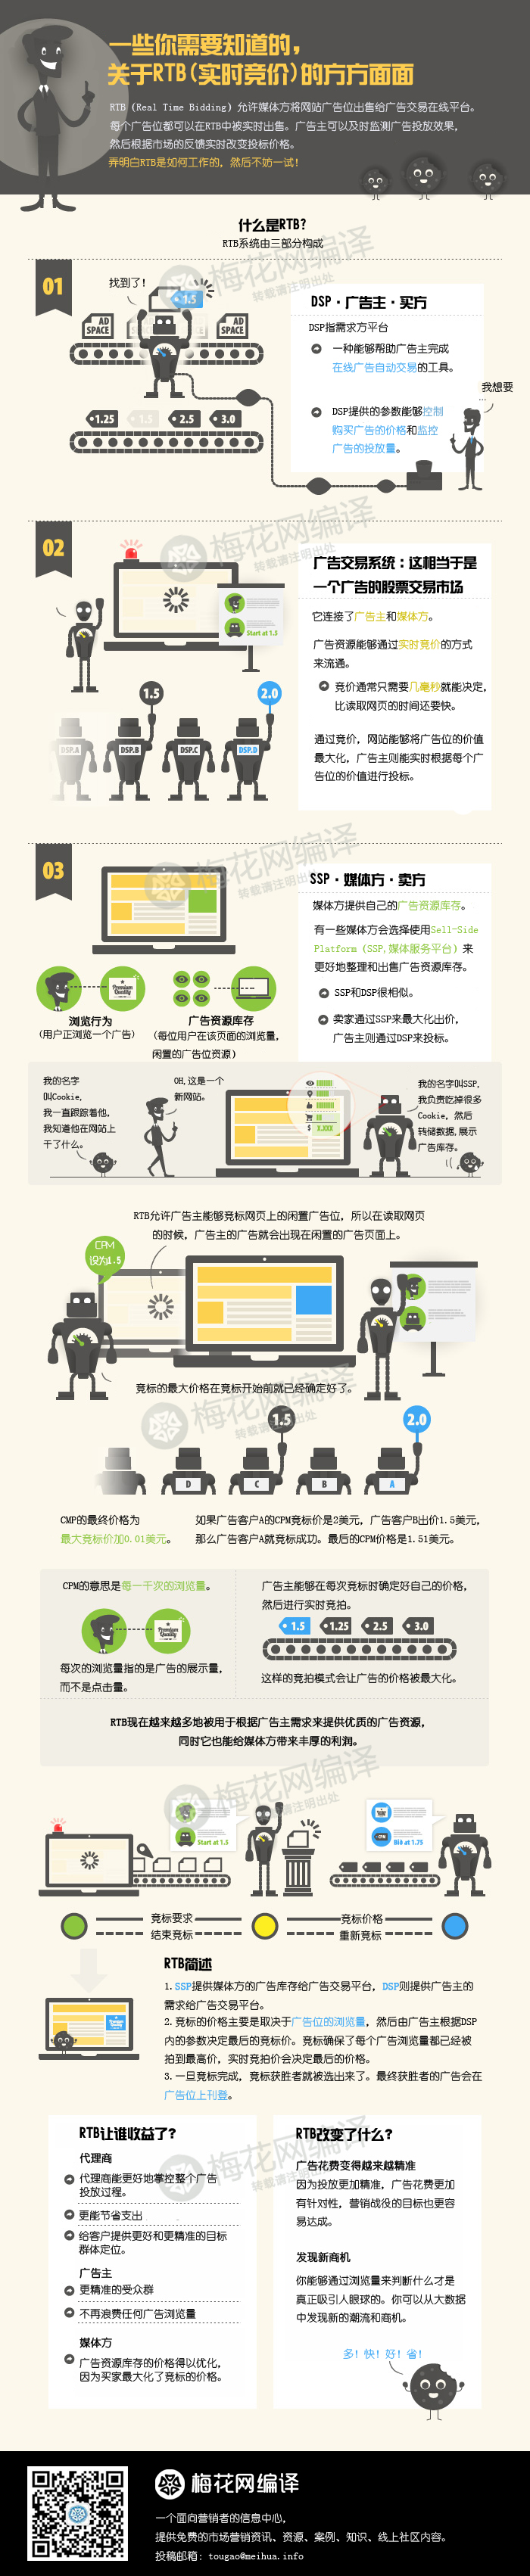 一些你需要知道的，
关于RTB(实时竞价)的方方面面
RTB (Real Time Bidding) 允许媒体方将网站广告位出售给广告交易在线平台。
每个广告位都可以在RTB中被实时出售。广告主可以及时监测广告投放效果，
然后根据市场的反馈实时改变投标价格。
弄明白RTB是如何工作的，然后不妨一试！
什么是RTB?
RTB系统由三部分构成
01
找到了!
1.5
AD SPACE
AD SPACE
1.25
1.5
2.5
3.0
DSP·广告主·买方
DSP指需求方平台
一种能够帮助广告主完成
在线广告自动交易的工具。
DSP提供的参数能够控制
购买广告的价格和监控
广告的投放量。
我想要
...
02
Start at 1.5
1.5
2.0
DSP.A
DSP.B
DSP.C
DSP.D
广告交易系统：这相当于是
一个广告的股票交易市场
它连接了广告主和媒体方。
广告资源能够通过实时竞价的方式
来流通。
竞价通常只需要几毫秒就能决定，
比读取网页的时间还要快。
通过竞价，网站能够将广告位的价值
最大化，广告主则能实时根据每个广
告位的价值进行投标。
03
Premium Quality
浏览行为
(用户正浏览一个广告)
广告资源库存
(每位用户在该页面的浏览量，
闲置的广告位资源)
SSP·媒体方·卖方
媒体方提供自己的广告资源库存。
有一些媒体方会选择使用Sell-Side
Platform (SSP,媒体服务平台) 来
更好地整理和出售广告资源库存。
SSP和DSP很相似。
卖家通过SSP来最大化出价，
广告主则通过DSP来投标。
我的名字
叫Cookie,
我一直跟踪着他，
我知道他在网站上
干了什么。
OH,这是一个
新网站。
$ X,XXX
我的名字叫SSP,
我负责吃掉很多
Cookie, 然后
转储数据,展示
广告库存。
RTB允许广告主能够竞标网页上的闲置广告位，所以在读取网页
的时候，广告主的广告就会出现在闲置的广告页面上。
CPM
设为1.5
竞标的最大价格在竞标开始前就已经确定好了。
1.5
2.0
D
C
B
A
CMP的最终价格为
最大竞标价加0.01美元。
如果广告客户A的CPM竞标价是2美元，广告客户B出价1.5美元，
那么广告客户A就竞标成功。最后的CPM价格是1.51美元。
CPM的意思是每一千次的浏览量。
Premium Quality
每次的浏览量指的是广告的展示量，
而不是点击量。
广告主能够在每次竞标时确定好自己的价格，
然后进行实时竞拍。
1.5
1.25
2.5
3.0
这样的竞拍模式会让广告的价格被最大化。
RTB现在越来越多地被用于根据广告主需求来提供优质的广告资源，
同时它也能给媒体方带来丰厚的利润。
Start at 1.5
Bid at 1.75
竞标要求
结束竞标
竞标价格
重新竞标
RTB简述
1.SSP提供媒体方的广告库存给广告交易平台，DSP则提供广告主的
需求给广告交易平台。
2.竞标的价格主要是取决于广告位的浏览量，然后由广告主根据DSP
内的参数决定最后的竞标价。竞标确保了每个广告浏览量都已经被
拍到最高价，实时竞拍价会决定最后的价格。
3.一旦竞标完成，竞标获胜者就被选出来了。最终获胜者的广告会在
广告位上刊登。
RTB让谁收益了?
代理商
代理商能更好地掌控整个广告
投放过程。
更能节省支出
给客户提供更好和更精准的目标
群体定位。
广告主
更精准的受众群
不再浪费任何广告浏览量
媒体方
广告资源库存的价格得以优化，
因为买家最大化了竞标的价格。
RTB改变了什么?
广告花费变得越来越精准
因为投放更加精准，广告花费更加
有针对性，营销战役的目标也更容
易达成。
发现新商机
你能够通过浏览量来判断什么才是
真正吸引人眼球的。你可以从大数据
中发现新的潮流和商机。
多！快！好！省！
梅花网编译
一个面向营销者的信息中心，
提供免费的市场营销资讯、资源、案例、知识、线上社区内容。
投稿邮箱：tougao@meihua.info
梅花网编译
转载请注明出处